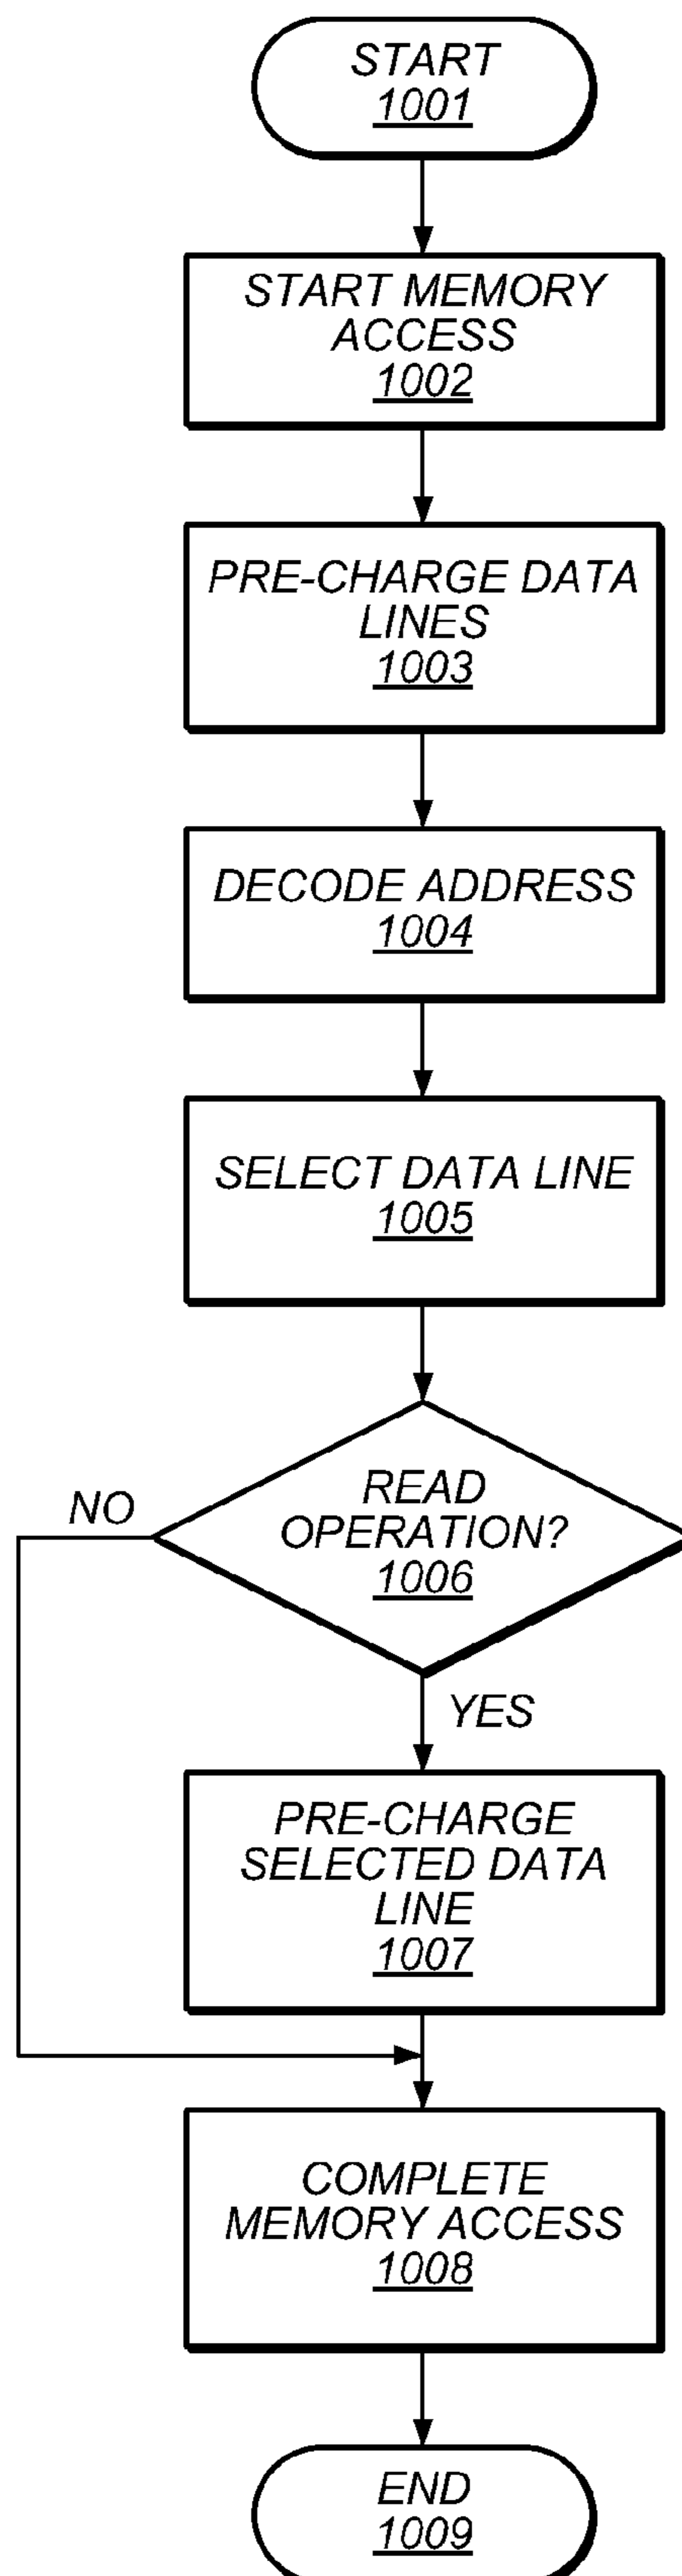 START
1001
START MEMORY
ACCESS
1002
PRE-CHARGE DATA
LINES
1003
DECODE ADDRESS
1004
SELECT DATA LINE
1005
READ
OPERATION?
1006
NO
YES
PRE-CHARGE
SELECTED DATA
LINE
1007
COMPLETE
MEMORY ACCESS
1008
END
1009